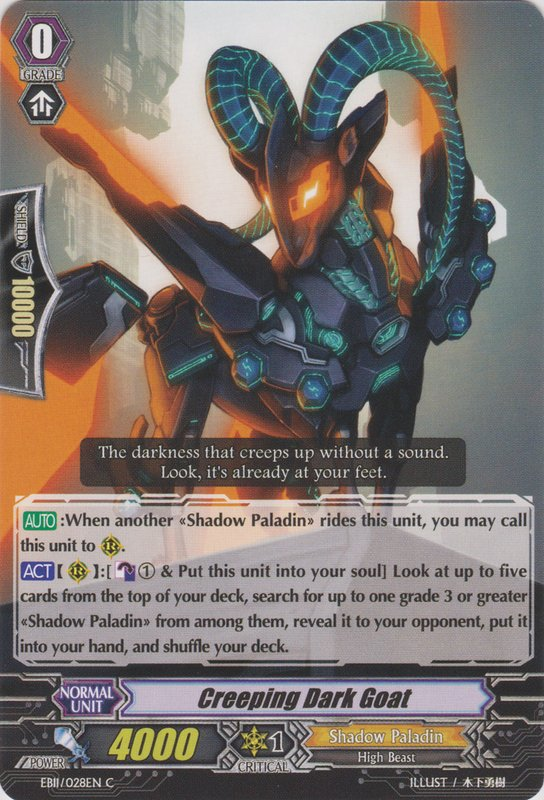 0
GRADE
SHIELD
10000
The darkness that creeps up without a sound.
Look, it's already at your feet.
AUTO:When another «Shadow Paladin» rides this unit, you may call
this unit to R.
ACT【R】:[① & Put this unit into your soul] Look at up to five
cards from the top of your deck, search for up to one grade 3 or greater
«Shadow Paladin» from among them, reveal it to your opponent, put it
into your hand, and shuffle your deck.
NORMAL
UNIT
Creeping Dark Goat
POWER
4000
1
CRITICAL
Shadow Paladin
High Beast
EB11/028EN C
ILLUST / 木下勇樹